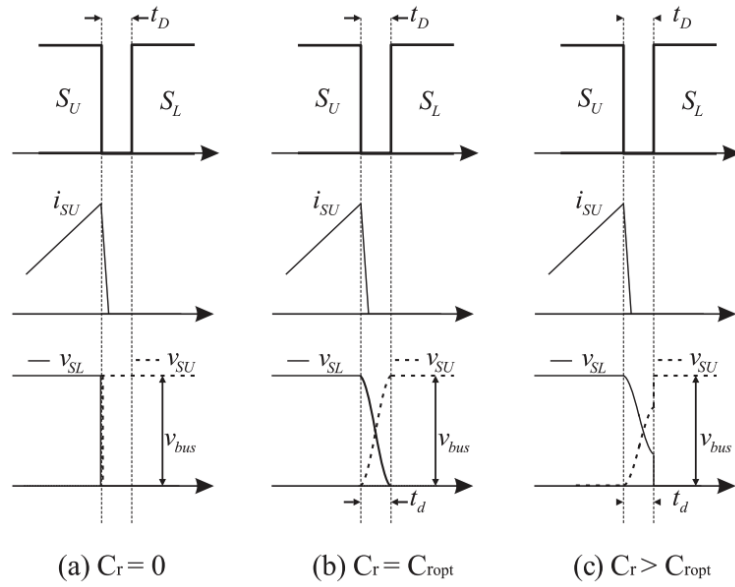 t_D t_D t_D
S_U S_L S_U S_L S_U S_L
i_SU i_SU i_SU
— v_SL --- v_SU — v_SL --- v_SU — v_SL --- v_SU
v_bus v_bus v_bus
t_d t_d
(a) C_r = 0 (b) C_r = C_ropt (c) C_r > C_ropt